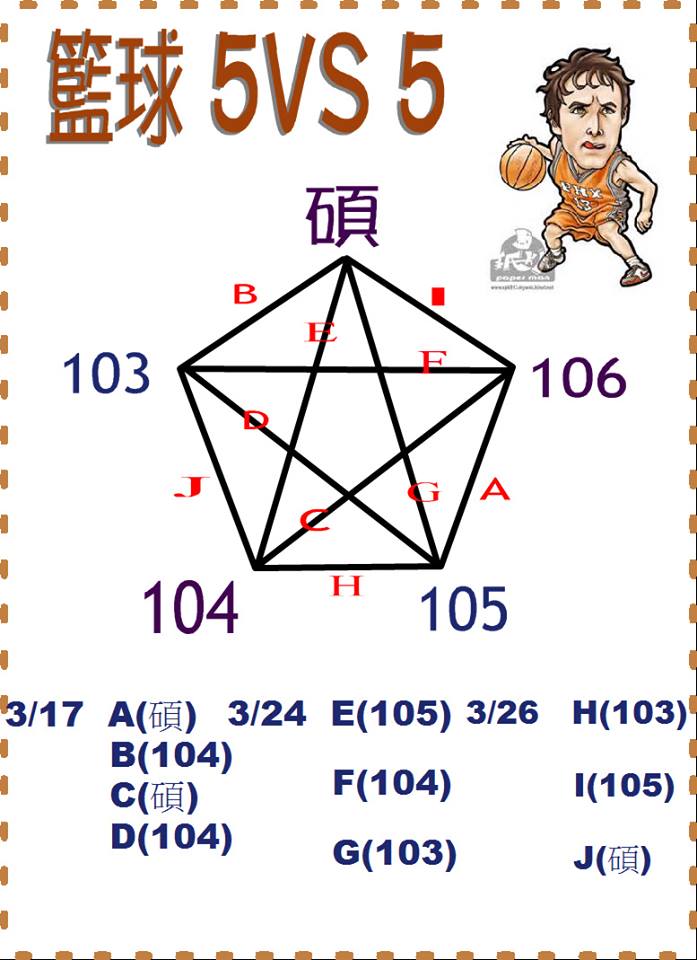 籃球 5VS 5
PHX
13
paper man
碩
B
I
E
103
F
106
D
J
G
A
C
104
H
105
3/17 A(碩) 3/24 E(105) 3/26 H(103)
B(104)
F(104) I(105)
C(碩)
D(104)
G(103) J(碩)